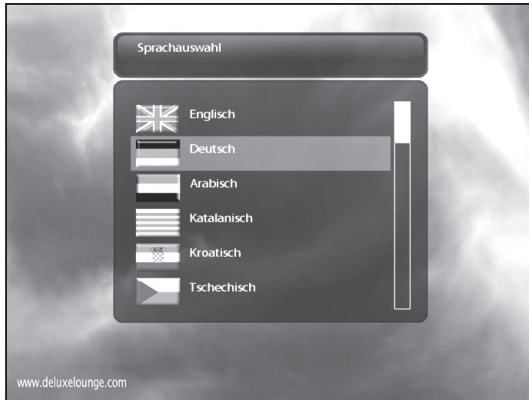 Sprachauswahl
Englisch
Deutsch
Arabisch
Katalanisch
Kroatisch
Tschechisch
www.deluxelounge.com